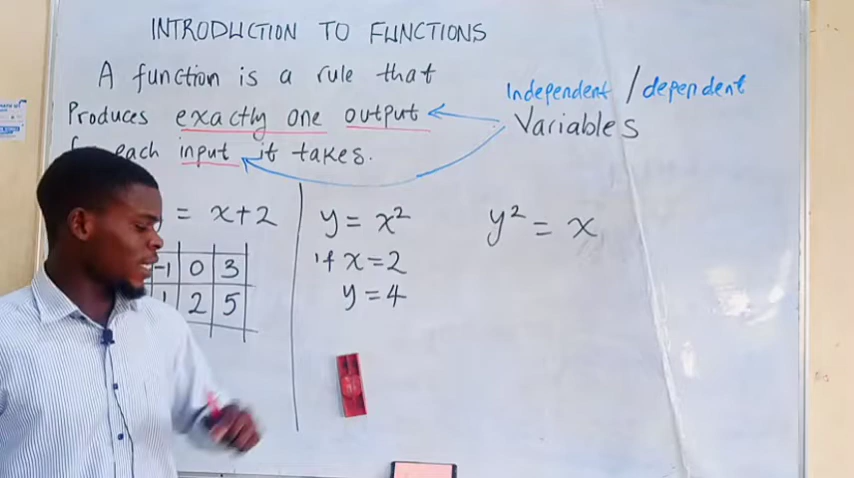 INTRODUCTION TO FUNCTIONS
A function is a rule that
Produces exactly one output
each input it takes.
Independent / dependent
Variables
= x+2
-1 0 3
1 2 5
y = x²
if x=2
y=4
y² = x